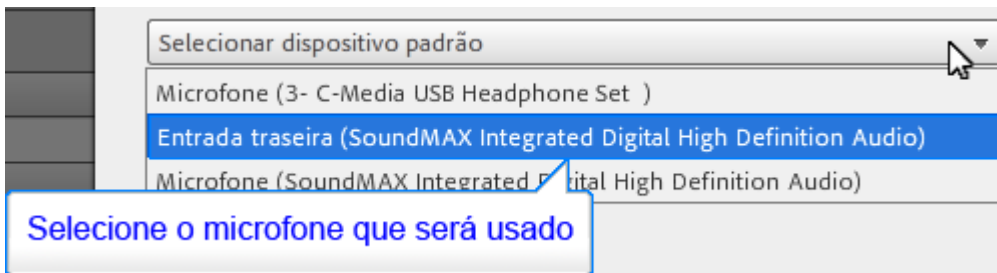 Selecionar dispositivo padrão
Microfone (3- C-Media USB Headphone Set )
Entrada traseira (SoundMAX Integrated Digital High Definition Audio)
Microfone (SoundMAX Integrated Digital High Definition Audio)
Selecione o microfone que será usado